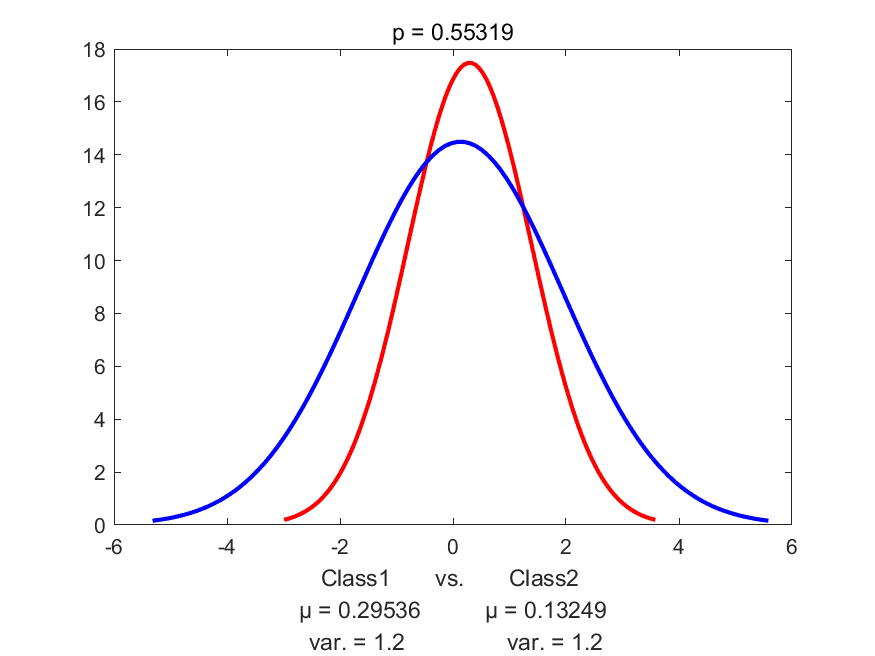 p = 0.55319
18
16
14
12
10
8
6
4
2
0
-6 -4 -2 0 2 4 6
Class1 vs. Class2
μ = 0.29536 μ = 0.13249
var. = 1.2 var. = 1.2